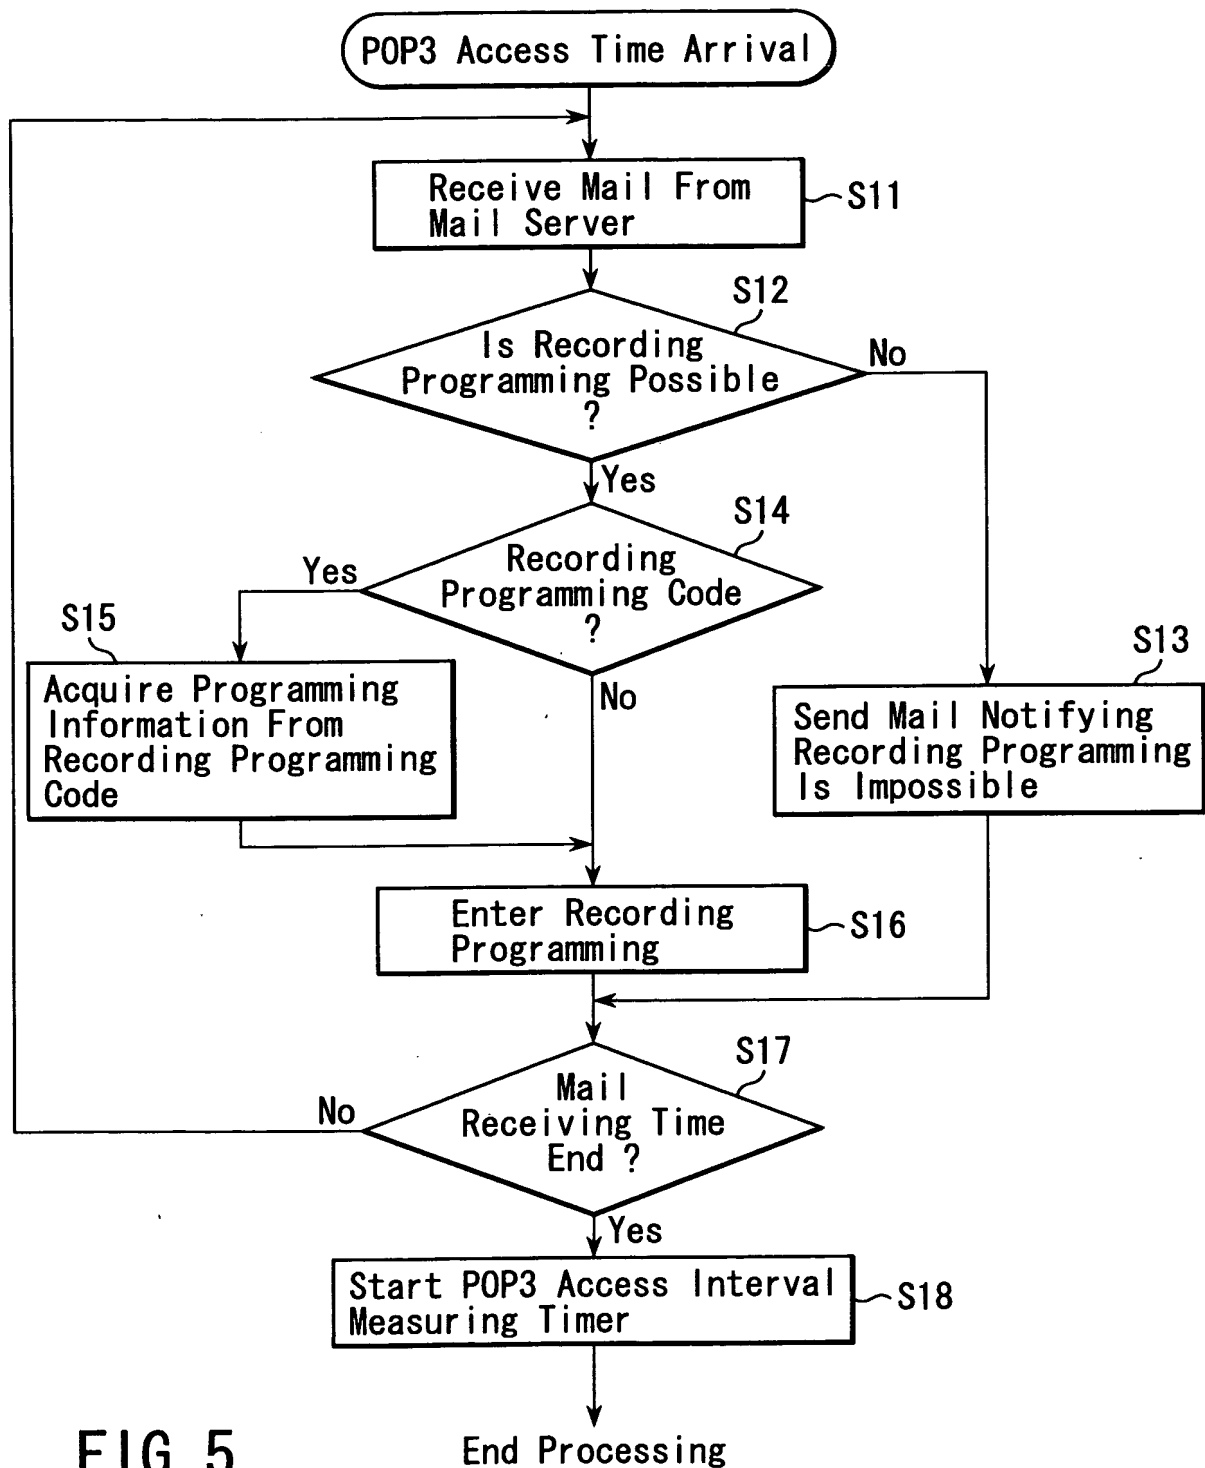 POP3 Access Time Arrival
Receive Mail From
Mail Server
S11
S12
Is Recording
Programming Possible
?
No
Yes
S14
Recording
Programming Code
?
Yes
No
S15
Acquire Programming
Information From
Recording Programming
Code
S13
Send Mail Notifying
Recording Programming
Is Impossible
Enter Recording
Programming
S16
S17
Mail
Receiving Time
End ?
No
Yes
Start POP3 Access Interval
Measuring Timer
S18
End Processing
FIG. 5